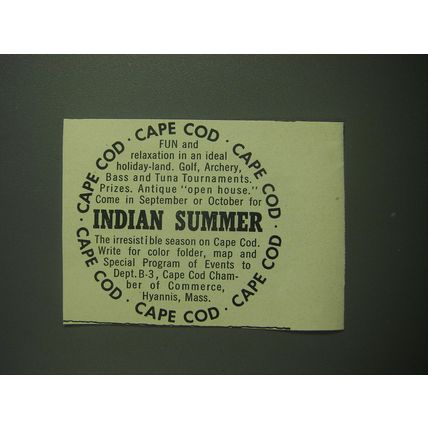 CAPE COD · CAPE COD · CAPE COD · CAPE COD · CAPE COD · CAPE COD ·
FUN and
relaxation in an ideal
holiday-land. Golf, Archery,
Bass and Tuna Tournaments.
Prizes. Antique "open house."
Come in September or October for
INDIAN SUMMER
The irresistible season on Cape Cod.
Write for color folder, map and
Special Program of Events to
Dept. B-3, Cape Cod Cham-
ber of Commerce,
Hyannis, Mass.